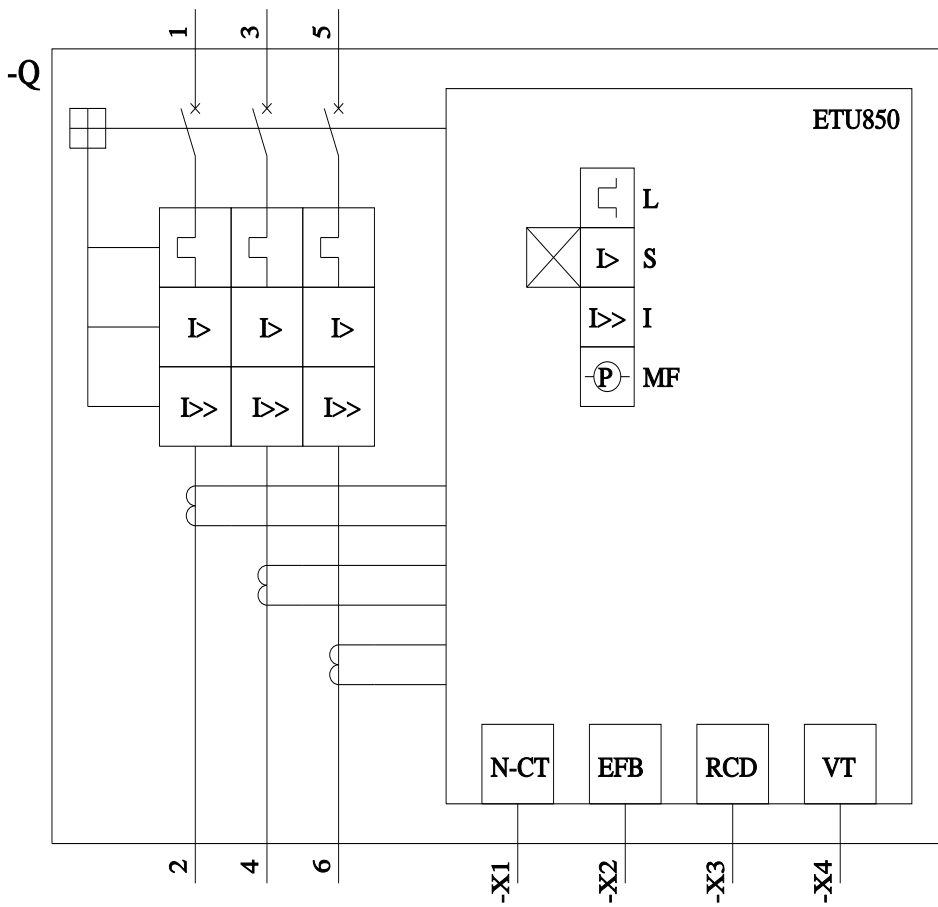 1 3 5
-Q
ETU850
L
I> S
I> I> I> I>> I
P MF
I>> I>> I>>
N-CT EFB RCD VT
2 4 6 -X1 -X2 -X3 -X4